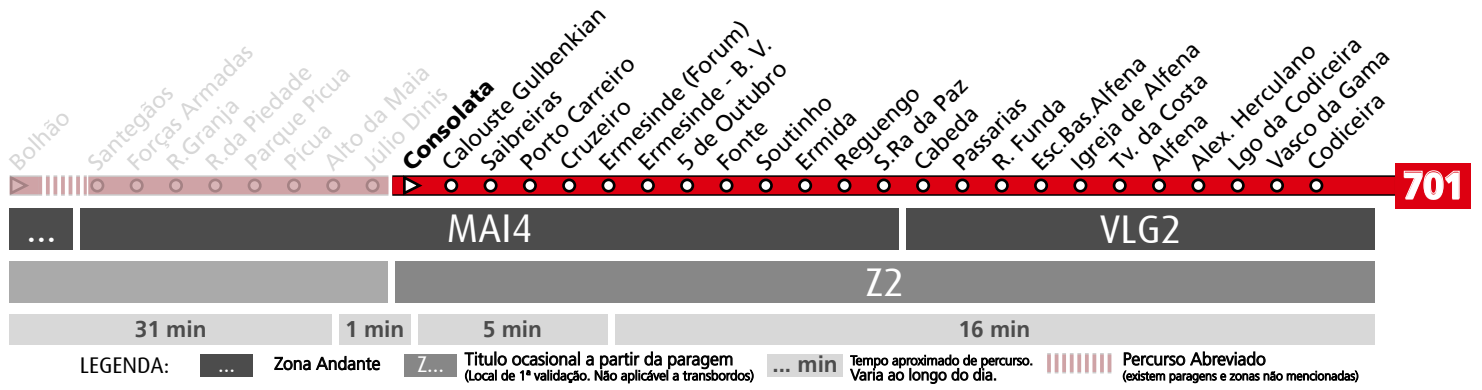 Bolhão
Santegãos
Forças Armadas
R.Granja
R.da Piedade
Parque Picua
Picua
Alto da Maia
Júlio Dinis
Consolata
Calouste Gulbenkian
Saibreiras
Porto Carreiro
Cruzeiro
Ermesinde (Forum)
Ermesinde - B. V.
5 de Outubro
Fonte
Soutinho
Ermida
Reguengo
S.Ra da Paz
Cabeda
Passarias
R. Funda
Esc.Bas.Alfena
Igreja de Alfena
Tv. da Costa
Alfena
Alex. Herculano
Lgo da Codiceira
Vasco da Gama
Codiceira
701
... MAI4 VLG2
Z2
31 min 1 min 5 min 16 min
LEGENDA:
... Zona Andante
Z... Titulo ocasional a partir da paragem
(Local de 1ª validação. Não aplicável a transbordos)
... min Tempo aproximado de percurso.
Varia ao longo do dia.
Percurso Abreviado
(existem paragens e zonas não mencionadas)